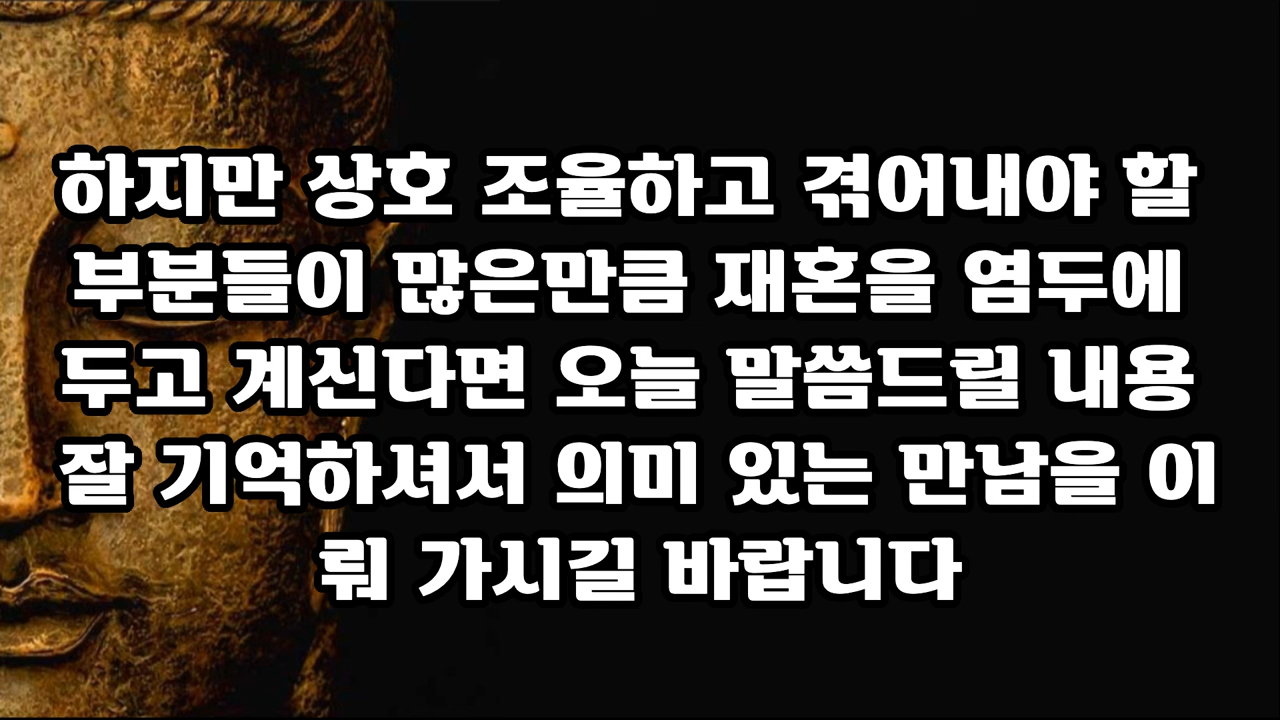 하지만 상호 조율하고 겪어내야 할
부분들이 많은만큼 재혼을 염두에
두고 계신다면 오늘 말씀드릴 내용
잘 기억하셔서 의미 있는 만남을 이
뤄 가시길 바랍니다